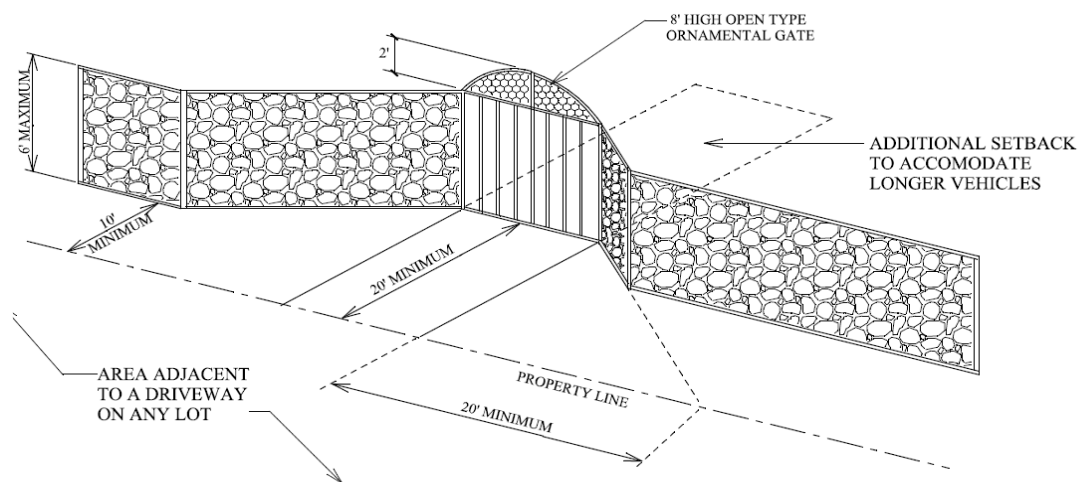 8' HIGH OPEN TYPE
ORNAMENTAL GATE
2'
6' MAXIMUM
ADDITIONAL SETBACK
TO ACCOMODATE
LONGER VEHICLES
10'
MINIMUM
20' MINIMUM
AREA ADJACENT
TO A DRIVEWAY
ON ANY LOT
PROPERTY LINE
20' MINIMUM